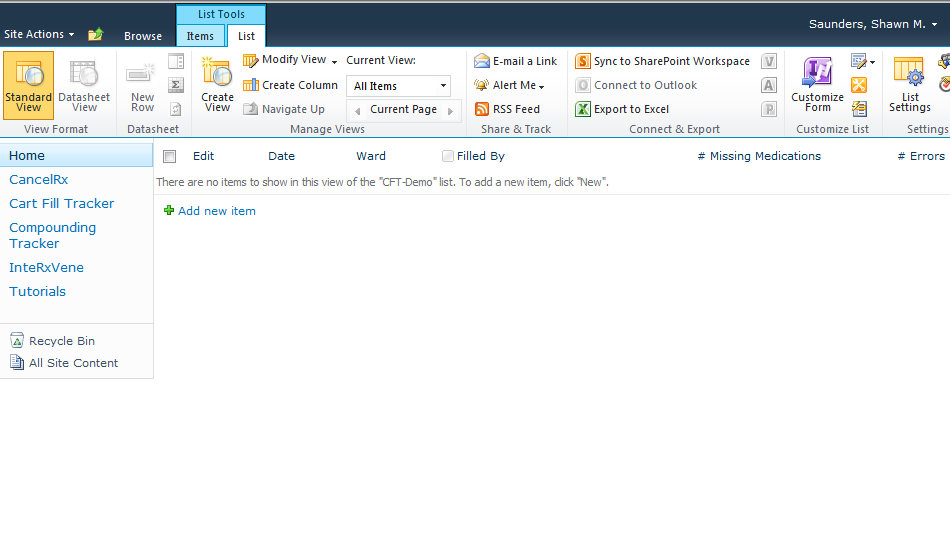 List Tools
Saunders, Shawn M.
Site Actions Browse Items List
Standard View
Datasheet View
View Format
New Row
Datasheet
Create View
Modify View
Create Column
Navigate Up
Current View:
All Items
Current Page
Manage Views
E-mail a Link
Alert Me
RSS Feed
Share & Track
Sync to SharePoint Workspace
Connect to Outlook
Export to Excel
Connect & Export
Customize Form
Customize List
List Settings
Settings
Home
CancelRx
Cart Fill Tracker
Compounding
Tracker
InteRxVene
Tutorials
Recycle Bin
All Site Content
Edit Date Ward Filled By # Missing Medications # Errors
There are no items to show in this view of the "CFT-Demo" list. To add a new item, click "New".
Add new item